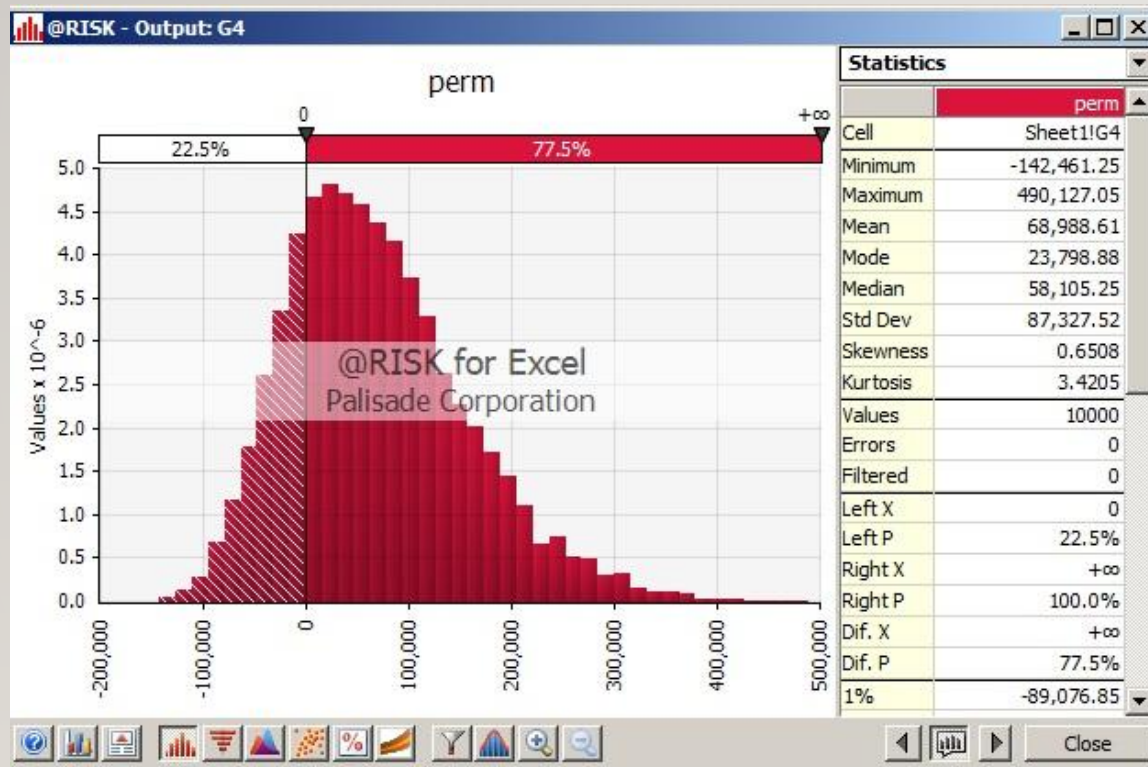 @RISK - Output: G4
perm
0 +∞
22.5% 77.5%
Values x 10^-6
5.0
4.5
4.0
3.5
3.0
2.5
2.0
1.5
1.0
0.5
0.0
@RISK for Excel
Palisade Corporation
-200,000 -100,000 0 100,000 200,000 300,000 400,000 500,000
Statistics
perm
Cell Sheet1!G4
Minimum -142,461.25
Maximum 490,127.05
Mean 68,988.61
Mode 23,798.88
Median 58,105.25
Std Dev 87,327.52
Skewness 0.6508
Kurtosis 3.4205
Values 10000
Errors 0
Filtered 0
Left X 0
Left P 22.5%
Right X +∞
Right P 100.0%
Dif. X +∞
Dif. P 77.5%
1% -89,076.85
Close